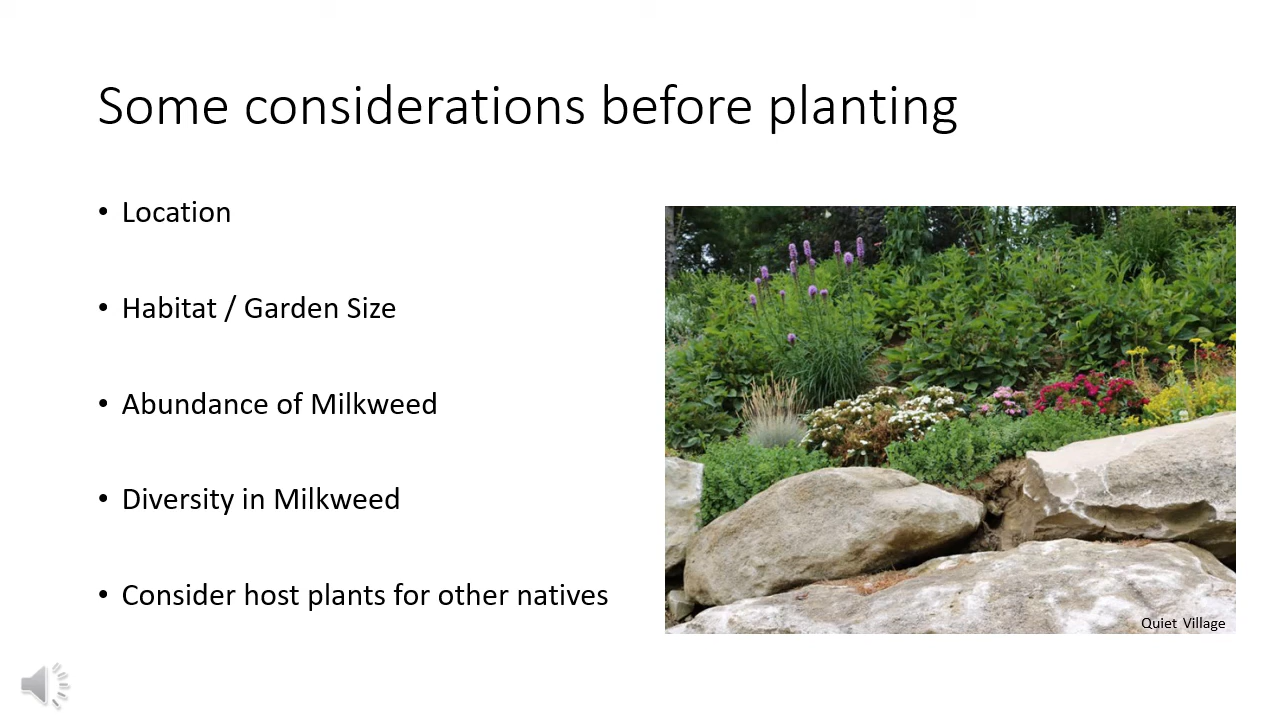 Some considerations before planting
• Location
• Habitat / Garden Size
• Abundance of Milkweed
• Diversity in Milkweed
• Consider host plants for other natives
Quiet Village